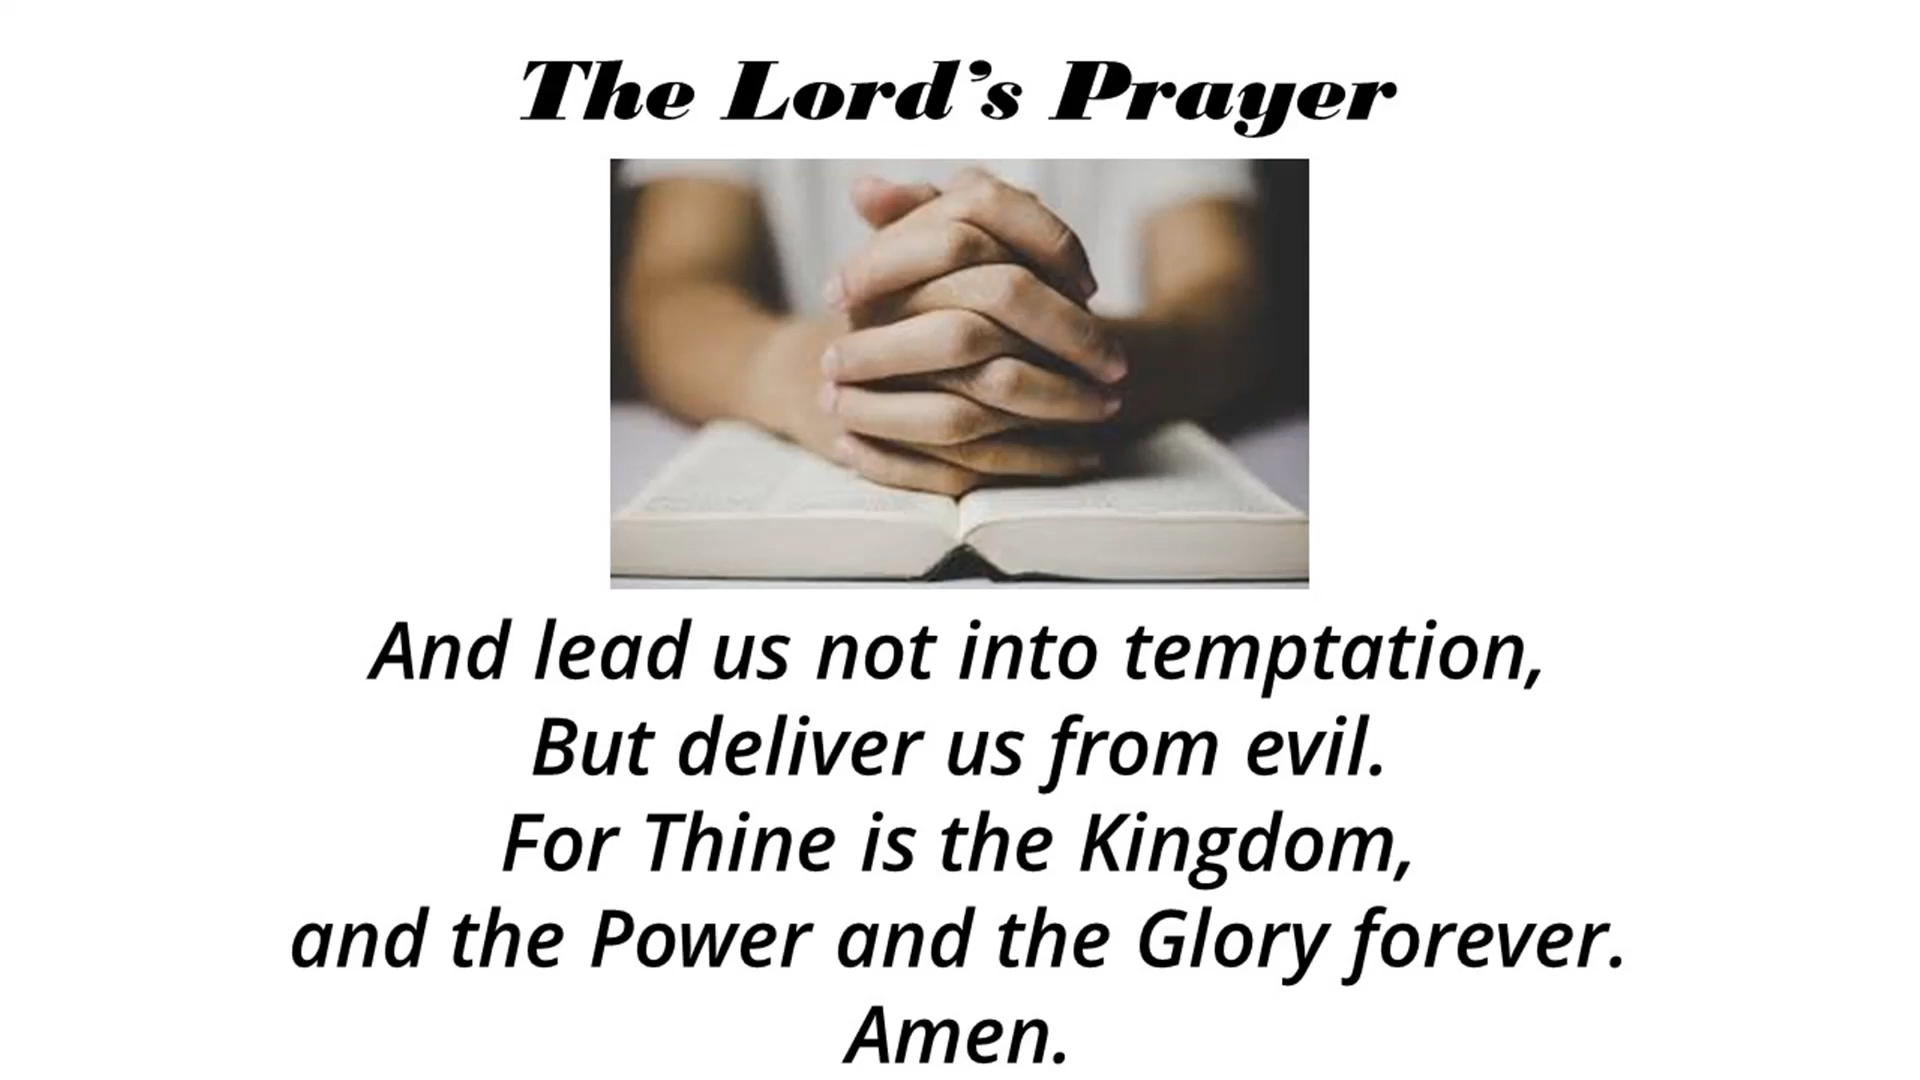 The Lord’s Prayer
And lead us not into temptation,
But deliver us from evil.
For Thine is the Kingdom,
and the Power and the Glory forever.
Amen.